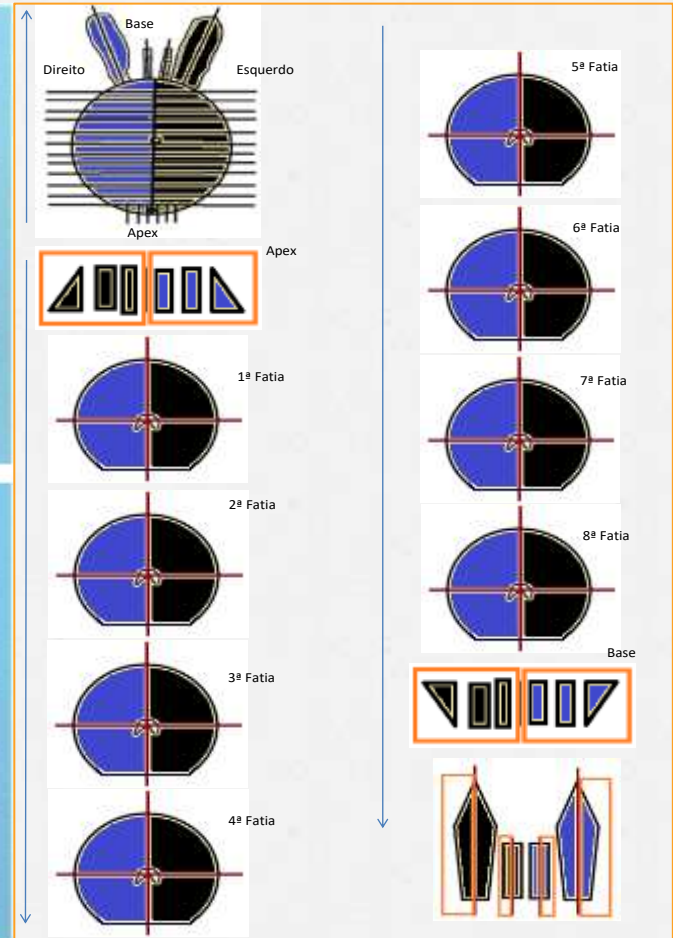 Base
Direito
Esquerdo
Apex
Apex
1ª Fatia
2ª Fatia
3ª Fatia
4ª Fatia
5ª Fatia
6ª Fatia
7ª Fatia
8ª Fatia
Base